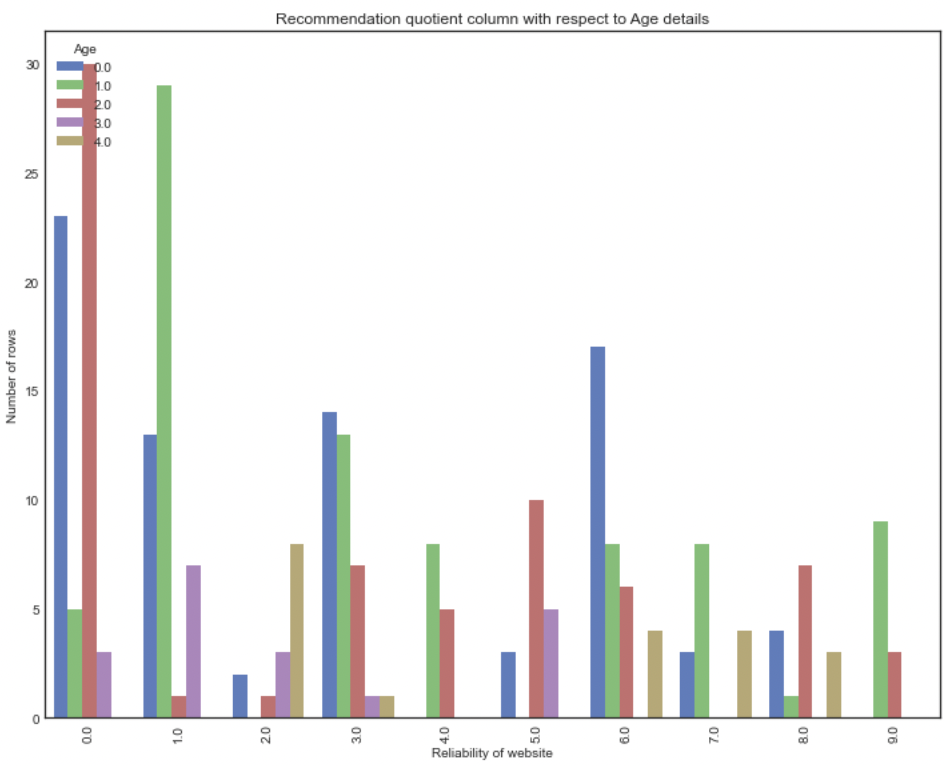 Recommendation quotient column with respect to Age details
Age
0.0
1.0
2.0
3.0
4.0
30
25
20
15
10
5
0
Number of rows
0.0 1.0 2.0 3.0 4.0 5.0 6.0 7.0 8.0 9.0
Reliability of website